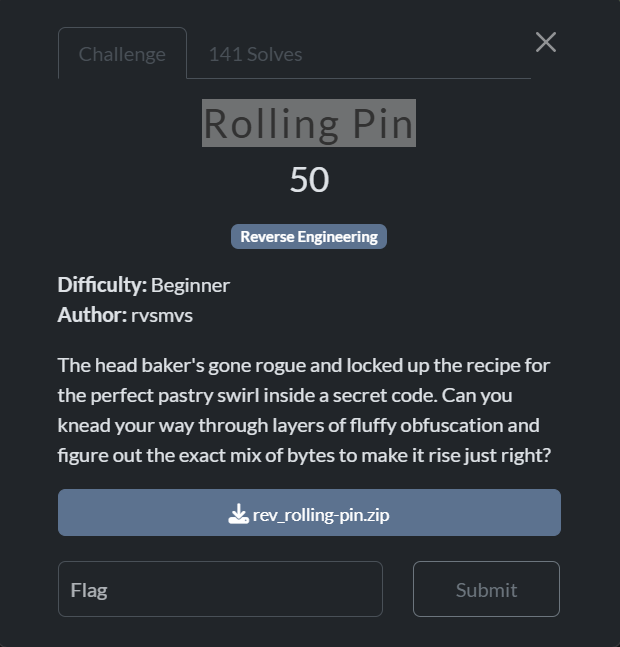 Challenge
141 Solves
Rolling Pin
50
Reverse Engineering
Difficulty: Beginner
Author: rvsmvs
The head baker's gone rogue and locked up the recipe for
the perfect pastry swirl inside a secret code. Can you
knead your way through layers of fluffy obfuscation and
figure out the exact mix of bytes to make it rise just right?
rev_rolling-pin.zip
Flag
Submit